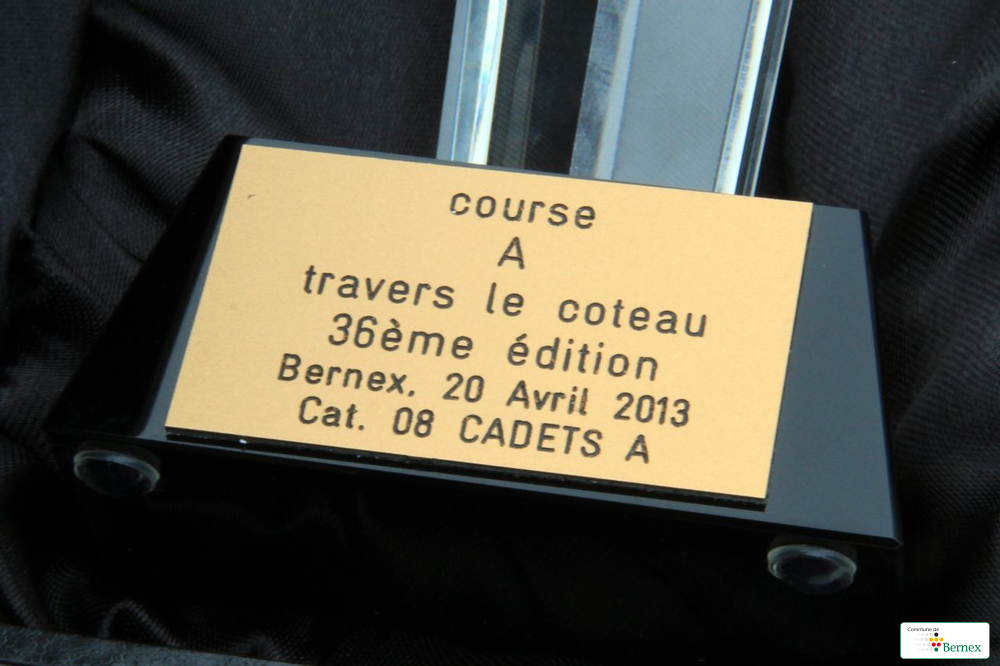 course
A
travers le coteau
36ème édition
Bernex, 20 Avril 2013
Cat. 08 CADETS A
Commune de
Bernex